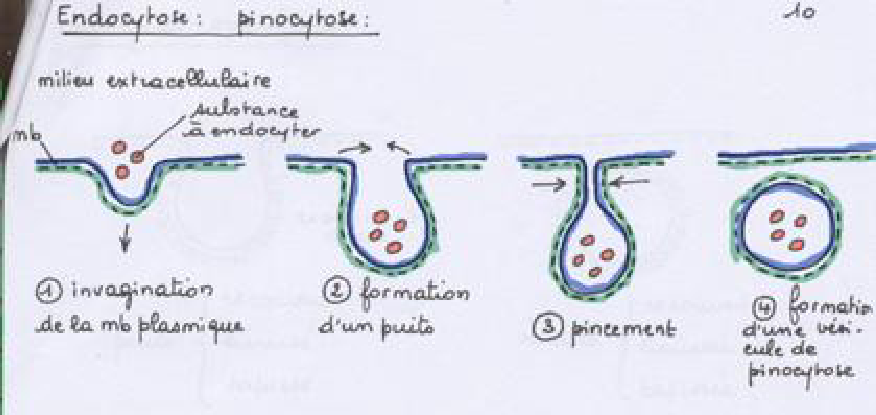 Endocytose : pinocytose :
10
milieu extracellulaire
substance
à endocyter
mb
① invagination
de la mb plasmique
② formation
d'un puits
③ pincement
④ formation
d'une vési-
cule de
pinocytose